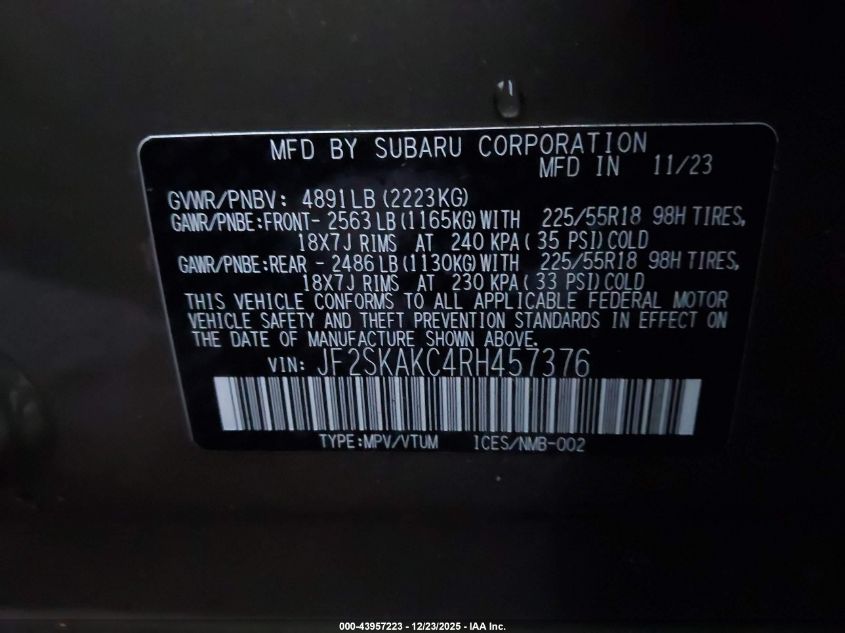 MFD BY SUBARU CORPORATION
MFD IN 11/23
GVWR/PNBV: 4891LB (2223KG)
GAWR/PNBE:FRONT- 2563 LB (1165KG) WITH 225/55R18 98H TIRES,
18X7J RIMS AT 240 KPA ( 35 PSI) COLD
GAWR/PNBE:REAR - 2486 LB (1130KG) WITH 225/55R18 98H TIRES,
18X7J RIMS AT 230 KPA ( 33 PSI) COLD
THIS VEHICLE CONFORMS TO ALL APPLICABLE FEDERAL MOTOR
VEHICLE SAFETY AND THEFT PREVENTION STANDARDS IN EFFECT ON
THE DATE OF MANUFACTURE SHOWN ABOVE.
VIN: JF2SKAKC4RH457376
TYPE:MPV/VTUM ICES/NMB-002
000-43957223 - 12/23/2025 - IAA Inc.